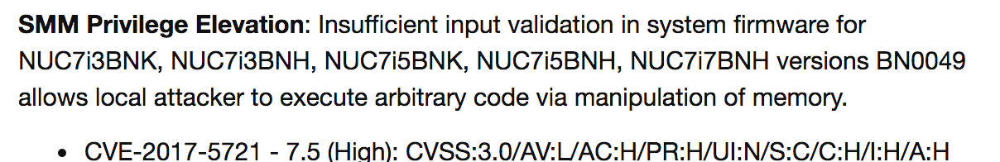 SMM Privilege Elevation: Insufficient input validation in system firmware for
NUC7i3BNK, NUC7i3BNH, NUC7i5BNK, NUC7i5BNH, NUC7i7BNH versions BN0049
allows local attacker to execute arbitrary code via manipulation of memory.
• CVE-2017-5721 - 7.5 (High): CVSS:3.0/AV:L/AC:H/PR:H/UI:N/S:C/C:H/I:H/A:H